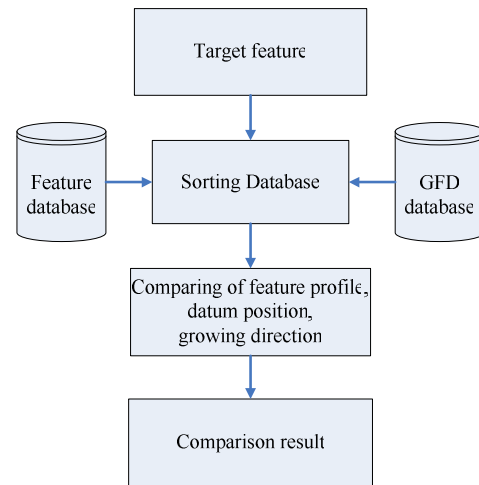 Target feature
Feature
database
Sorting Database
GFD
database
Comparing of feature profile,
datum position,
growing direction
Comparison result